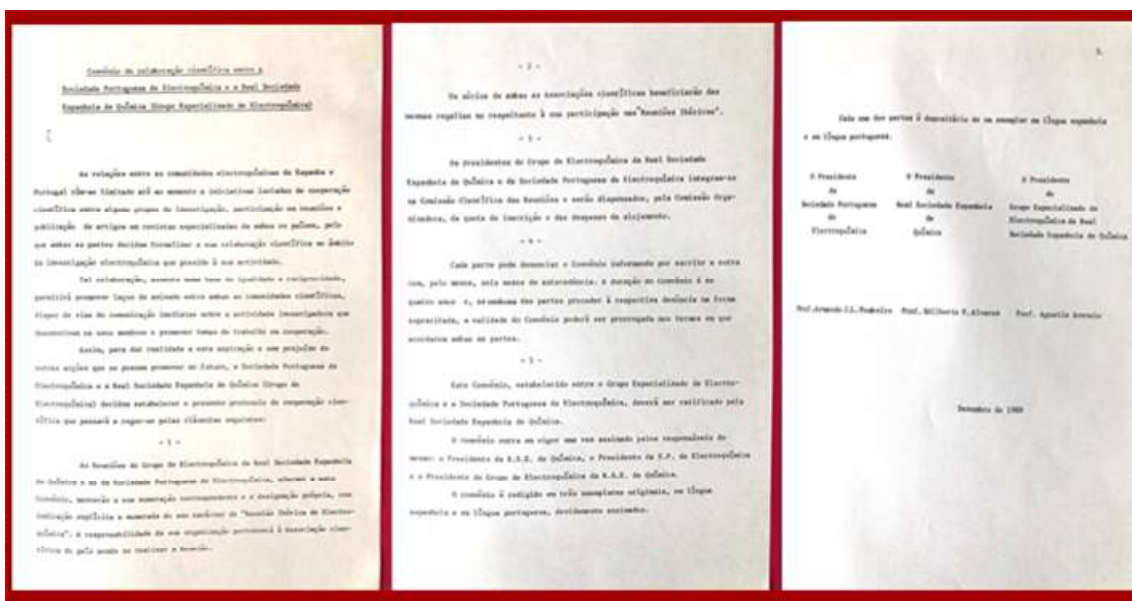 Convénio de colaboração científica entre a
Sociedade Portuguesa de Electroquímica e a Real Sociedade
Espanhola de Química (Grupo Especializado de Electroquímica)
As relações entre as comunidades electroquímicas de Espanha e
Portugal têm-se limitado até ao momento a iniciativas isoladas de cooperação
científica entre alguns grupos de investigação, participação em reuniões e
publicação de artigos em revistas especializadas de ambos os países, pelo
que ambas as partes decidem formalizar a sua colaboração científica no âmbito
da investigação electroquímica que preside à sua actividade.
Tal colaboração, assente numa base de igualdade e reciprocidade,
permitirá promover laços de amizade entre ambas as comunidades científicas,
dispor de vias de comunicação imediatas sobre a actividade investigadora que
desenvolvem os seus membros e promover temas de trabalho em cooperação.
Assim, para dar realidade a esta aspiração e sem prejuízo de
outras acções que se possam promover no futuro, a Sociedade Portuguesa de
Electroquímica e a Real Sociedade Espanhola de Química (Grupo de
Electroquímica) decidem estabelecer o presente protocolo de cooperação cien-
tífica que passará a reger-se pelas cláusulas seguintes:
- 1 -
As Reuniões do Grupo de Electroquímica da Real Sociedade Espanhola
de Química e as da Sociedade Portuguesa de Electroquímica, abertas a este
Convénio, manterão a sua numeração correspondente e a designação própria, com
indicação explícita e numerada do seu carácter de "Reunião Ibérica de Electro-
química". A responsabilidade da sua organização pertencerá à Associação cien-
tífica do país aonde se realizar a Reunião.
- 2 -
Os sócios de ambas as Associações científicas beneficiarão das
mesmas regalias no respeitante à sua participação nas "Reuniões Ibéricas".
- 3 -
Os Presidentes do Grupo de Electroquímica da Real Sociedade
Espanhola de Química e da Sociedade Portuguesa de Electroquímica integram-se
na Comissão Científica das Reuniões e serão dispensados, pela Comissão Orga-
nizadora, da quota de inscrição e das despesas de alojamento.
- 4 -
Cada parte pode denunciar o Convénio informando por escrito a outra
com, pelo menos, seis meses de antecedência. A duração do Convénio é de
quatro anos e, se nenhuma das partes proceder à respectiva denúncia na forma
supracitada, a validade do Convénio poderá ser prorrogada nos termos em que
acordarem ambas as partes.
- 5 -
Este Convénio, estabelecido entre o Grupo Especializado de Electro-
química e a Sociedade Portuguesa de Electroquímica, deverá ser ratificado pela
Real Sociedade Espanhola de Química.
O convénio entra em vigor uma vez assinado pelos responsáveis do
mesmo: o Presidente da R.S.E. de Química, o Presidente da S.P. de Electroquímica
e o Presidente do Grupo de Electroquímica da R.S.E. de Química.
O convénio é redigido em três exemplares originais, em língua
espanhola e em língua portuguesa, devidamente assinados.
3.
Cada uma das partes é depositária de um exemplar em língua espanhola
e em língua portuguesa.
O Presidente
da
Sociedade Portuguesa
de
Electroquímica
O Presidente
da
Real Sociedade Espanhola
de
Química
O Presidente
do
Grupo Especializado de
Electroquímica da Real
Sociedade Espanhola de Química
Prof. Armando J.L. Pombeiro Prof. Gilberto F. Alvarez Prof. Agustin Arevalo
Setembro de 1989